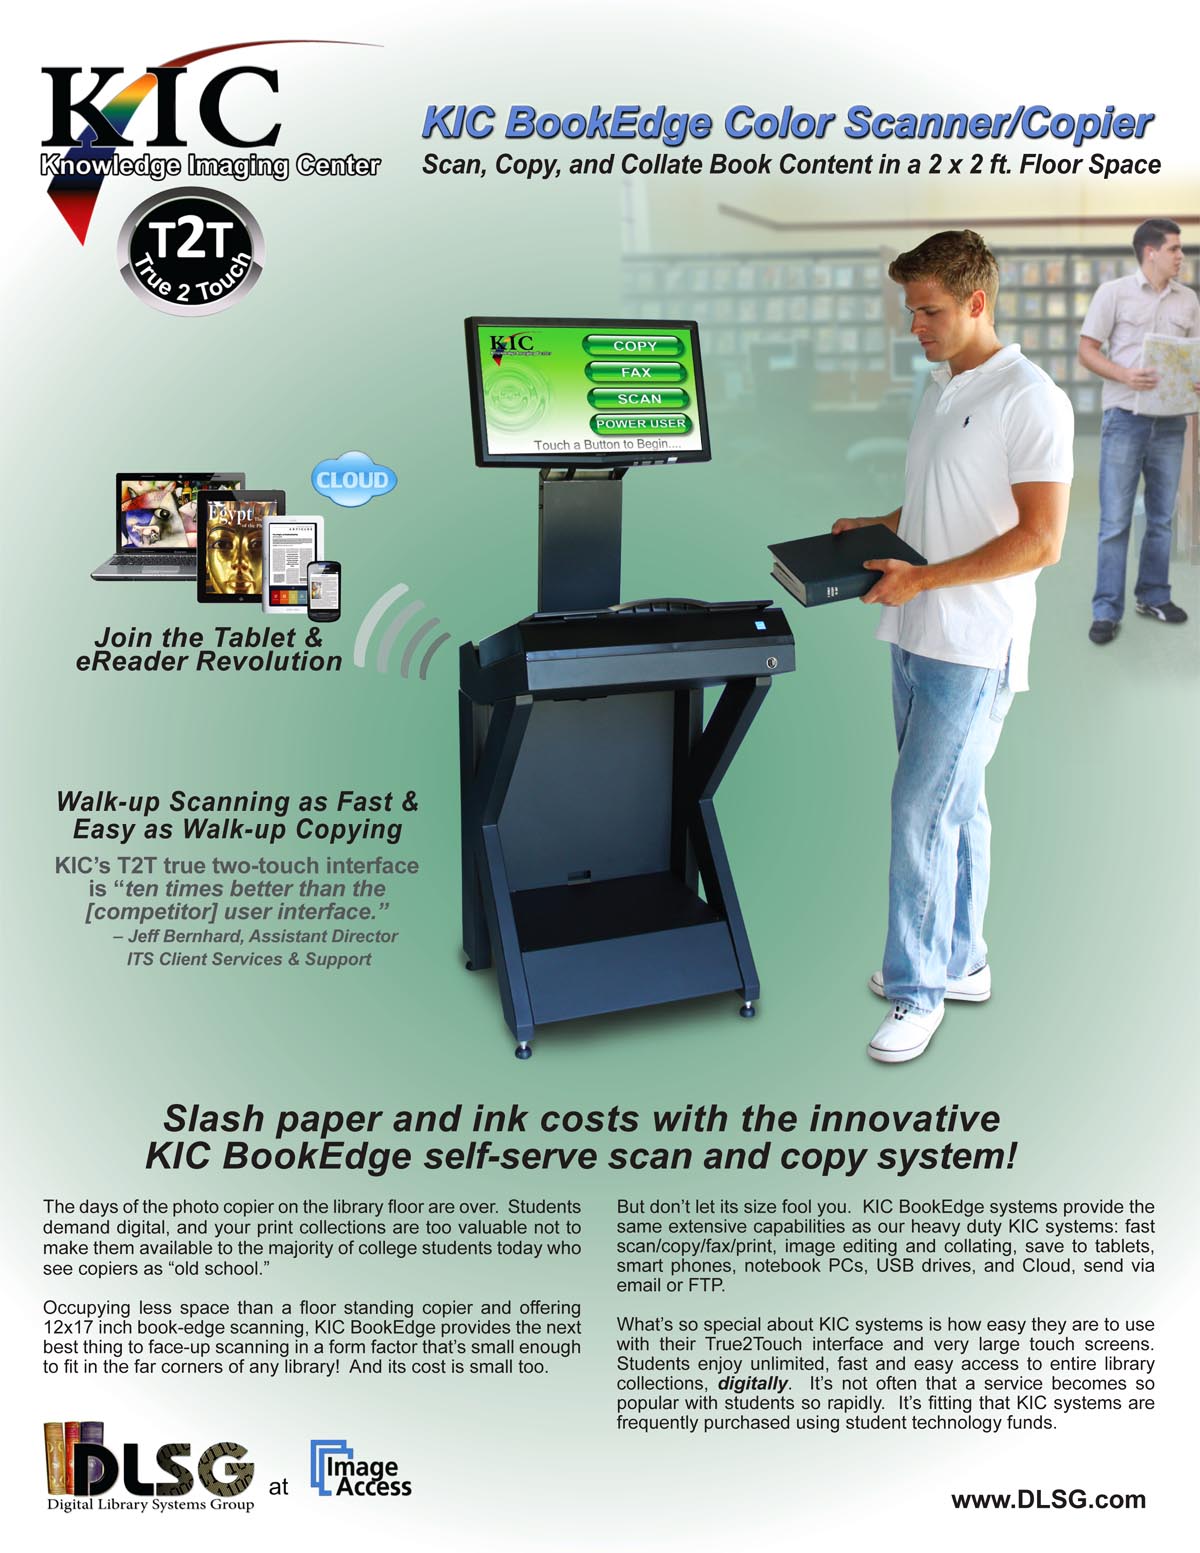 KIC
Knowledge Imaging Center
T2T
True 2 Touch
KIC BookEdge Color Scanner/Copier
Scan, Copy, and Collate Book Content in a 2 x 2 ft. Floor Space
KIC
Knowledge Imaging Center
COPY
FAX
SCAN
POWER USER
Touch a Button to Begin....
CLOUD
Egypt
Join the Tablet &
eReader Revolution
Walk-up Scanning as Fast &
Easy as Walk-up Copying
KIC's T2T true two-touch interface
is “ten times better than the
[competitor] user interface.”
– Jeff Bernhard, Assistant Director
ITS Client Services & Support
Slash paper and ink costs with the innovative
KIC BookEdge self-serve scan and copy system!
The days of the photo copier on the library floor are over. Students
demand digital, and your print collections are too valuable not to
make them available to the majority of college students today who
see copiers as “old school.”
Occupying less space than a floor standing copier and offering
12x17 inch book-edge scanning, KIC BookEdge provides the next
best thing to face-up scanning in a form factor that's small enough
to fit in the far corners of any library! And its cost is small too.
But don't let its size fool you. KIC BookEdge systems provide the
same extensive capabilities as our heavy duty KIC systems: fast
scan/copy/fax/print, image editing and collating, save to tablets,
smart phones, notebook PCs, USB drives, and Cloud, send via
email or FTP.
What's so special about KIC systems is how easy they are to use
with their True2Touch interface and very large touch screens.
Students enjoy unlimited, fast and easy access to entire library
collections, digitally. It's not often that a service becomes so
popular with students so rapidly. It's fitting that KIC systems are
frequently purchased using student technology funds.
DLSG
Digital Library Systems Group
at
Image
Access
www.DLSG.com